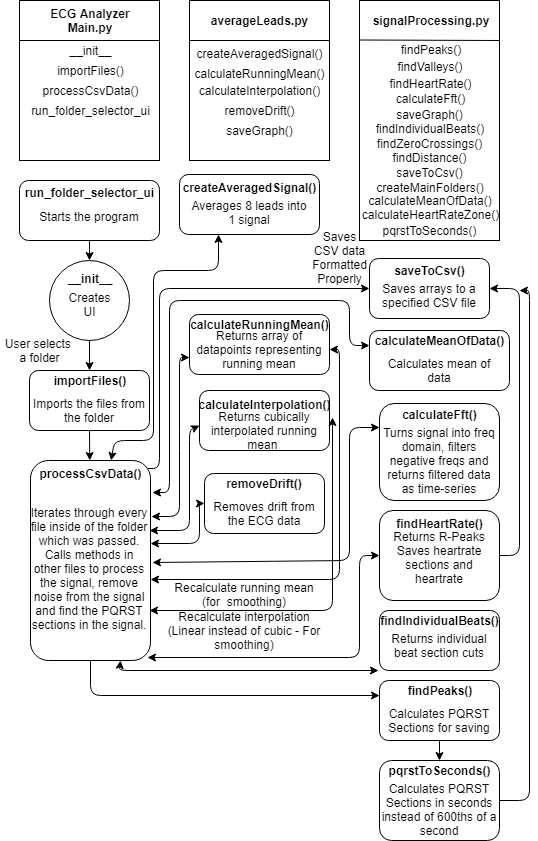 ECG Analyzer
Main.py
__init__
importFiles()
processCsvData()
run_folder_selector_ui
averageLeads.py
createAveragedSignal()
calculateRunningMean()
calculateInterpolation()
removeDrift()
saveGraph()
signalProcessing.py
findPeaks()
findValleys()
findHeartRate()
calculateFft()
saveGraph()
findIndividualBeats()
findZeroCrossings()
findDistance()
saveToCsv()
createMainFolders()
calculateMeanOfData()
calculateHeartRateZone()
pqrstToSeconds()
run_folder_selector_ui
Starts the program
__init__
Creates
UI
User selects
a folder
importFiles()
Imports the files from
the folder
processCsvData()
Iterates through every
file inside of the folder
which was passed.
Calls methods in
other files to process
the signal, remove
noise from the signal
and find the PQRST
sections in the signal.
createAveragedSignal()
Averages 8 leads into
1 signal
calculateRunningMean()
Returns array of
datapoints representing
running mean
calculateInterpolation()
Returns cubically
interpolated running
mean
removeDrift()
Removes drift from
the ECG data
Recalculate running mean
(for smoothing)
Recalculate interpolation
(Linear instead of cubic - For
smoothing)
Saves
CSV data
Formatted
Properly
saveToCsv()
Saves arrays to a
specified CSV file
calculateMeanOfData()
Calculates mean of
data
calculateFft()
Turns signal into freq
domain, filters
negative freqs and
returns filtered data
as time-series
findHeartRate()
Returns R-Peaks
Saves heartrate
sections and
heartrate
findIndividualBeats()
Returns individual
beat section cuts
findPeaks()
Calculates PQRST
Sections for saving
pqrstToSeconds()
Calculates PQRST
Sections in seconds
instead of 600ths of a
second